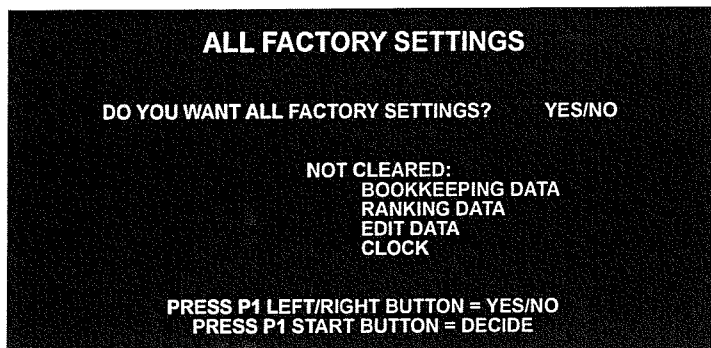 ALL FACTORY SETTINGS
DO YOU WANT ALL FACTORY SETTINGS? YES/NO
NOT CLEARED:
BOOKKEEPING DATA
RANKING DATA
EDIT DATA
CLOCK
PRESS P1 LEFT/RIGHT BUTTON = YES/NO
PRESS P1 START BUTTON = DECIDE